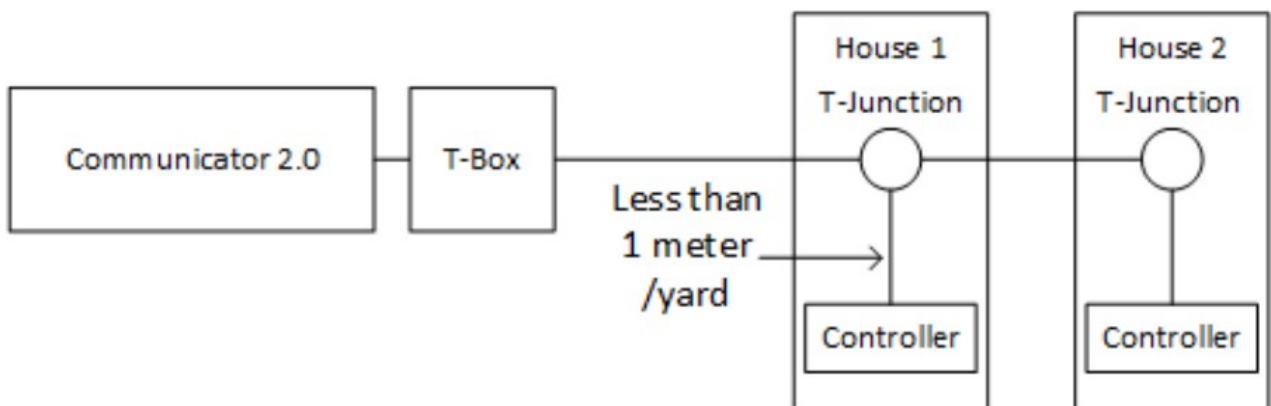 House 1
House 2
T-Junction
T-Junction
Communicator 2.0
T-Box
Less than
1 meter
/yard
Controller
Controller